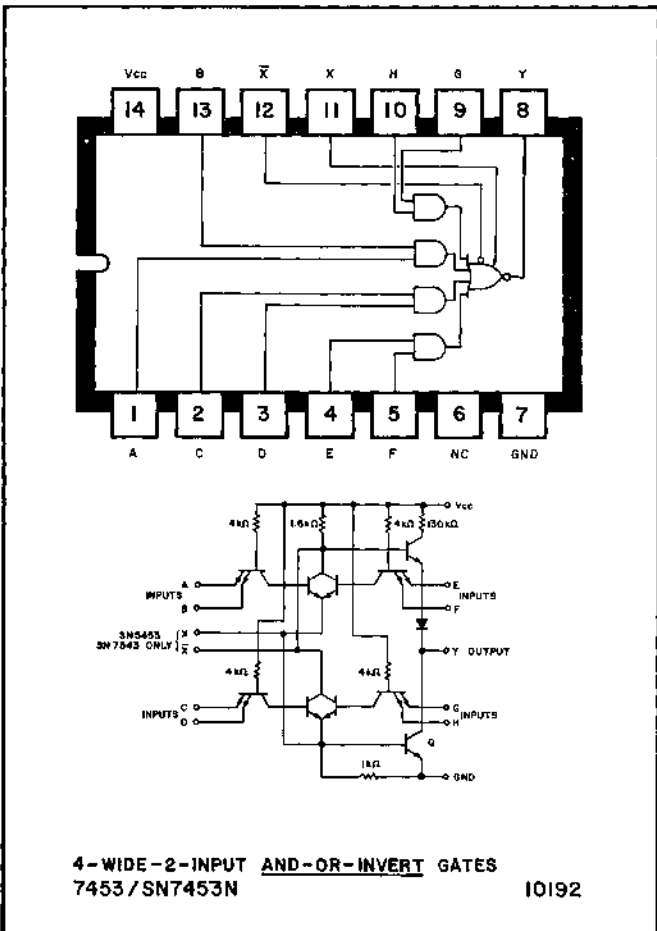 Vcc B X̅ X H G Y
14 13 12 11 10 9 8
1 2 3 4 5 6 7
A C D E F NC GND
Vcc
4kΩ 1.6kΩ 4kΩ 130kΩ
A E
INPUTS INPUTS
B F
SN5453 X
SN7543 ONLY X̅
Y OUTPUT
4kΩ 4kΩ
C G
INPUTS INPUTS
D H
Q
1kΩ
GND
4-WIDE-2-INPUT AND-OR-INVERT GATES
7453/SN7453N 10192